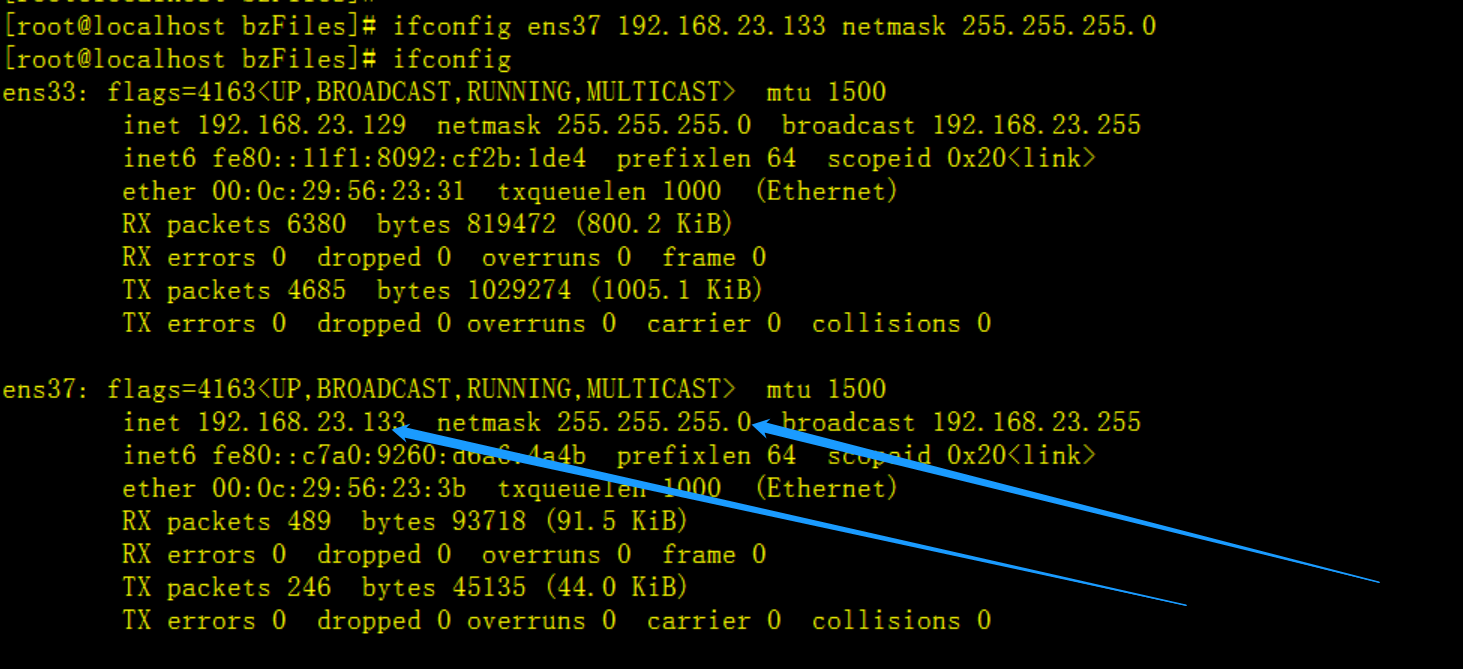 [root@localhost bzFiles]# ifconfig ens37 192.168.23.133 netmask 255.255.255.0
[root@localhost bzFiles]# ifconfig
ens33: flags=4163<UP,BROADCAST,RUNNING,MULTICAST>  mtu 1500
        inet 192.168.23.129  netmask 255.255.255.0  broadcast 192.168.23.255
        inet6 fe80::11f1:8092:cf2b:1de4  prefixlen 64  scopeid 0x20<link>
        ether 00:0c:29:56:23:31  txqueuelen 1000  (Ethernet)
        RX packets 6380  bytes 819472 (800.2 KiB)
        RX errors 0  dropped 0  overruns 0  frame 0
        TX packets 4685  bytes 1029274 (1005.1 KiB)
        TX errors 0  dropped 0 overruns 0  carrier 0  collisions 0
ens37: flags=4163<UP,BROADCAST,RUNNING,MULTICAST>  mtu 1500
        inet 192.168.23.133  netmask 255.255.255.0  broadcast 192.168.23.255
        inet6 fe80::c7a0:9260:d6a6:4a4b  prefixlen 64  scopeid 0x20<link>
        ether 00:0c:29:56:23:3b  txqueuelen 1000  (Ethernet)
        RX packets 489  bytes 93718 (91.5 KiB)
        RX errors 0  dropped 0  overruns 0  frame 0
        TX packets 246  bytes 45135 (44.0 KiB)
        TX errors 0  dropped 0 overruns 0  carrier 0  collisions 0